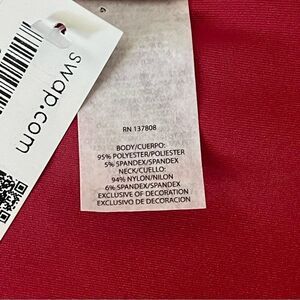 swap.com
RN 137808
BODY/CUERPO:
95% POLYESTER/POLIESTER
5% SPANDEX/SPANDEX
NECK/CUELLO:
94% NYLON/NILON
6% SPANDEX/SPANDEX
EXCLUSIVE OF DECORATION
EXCLUSIVO DE DECORACION